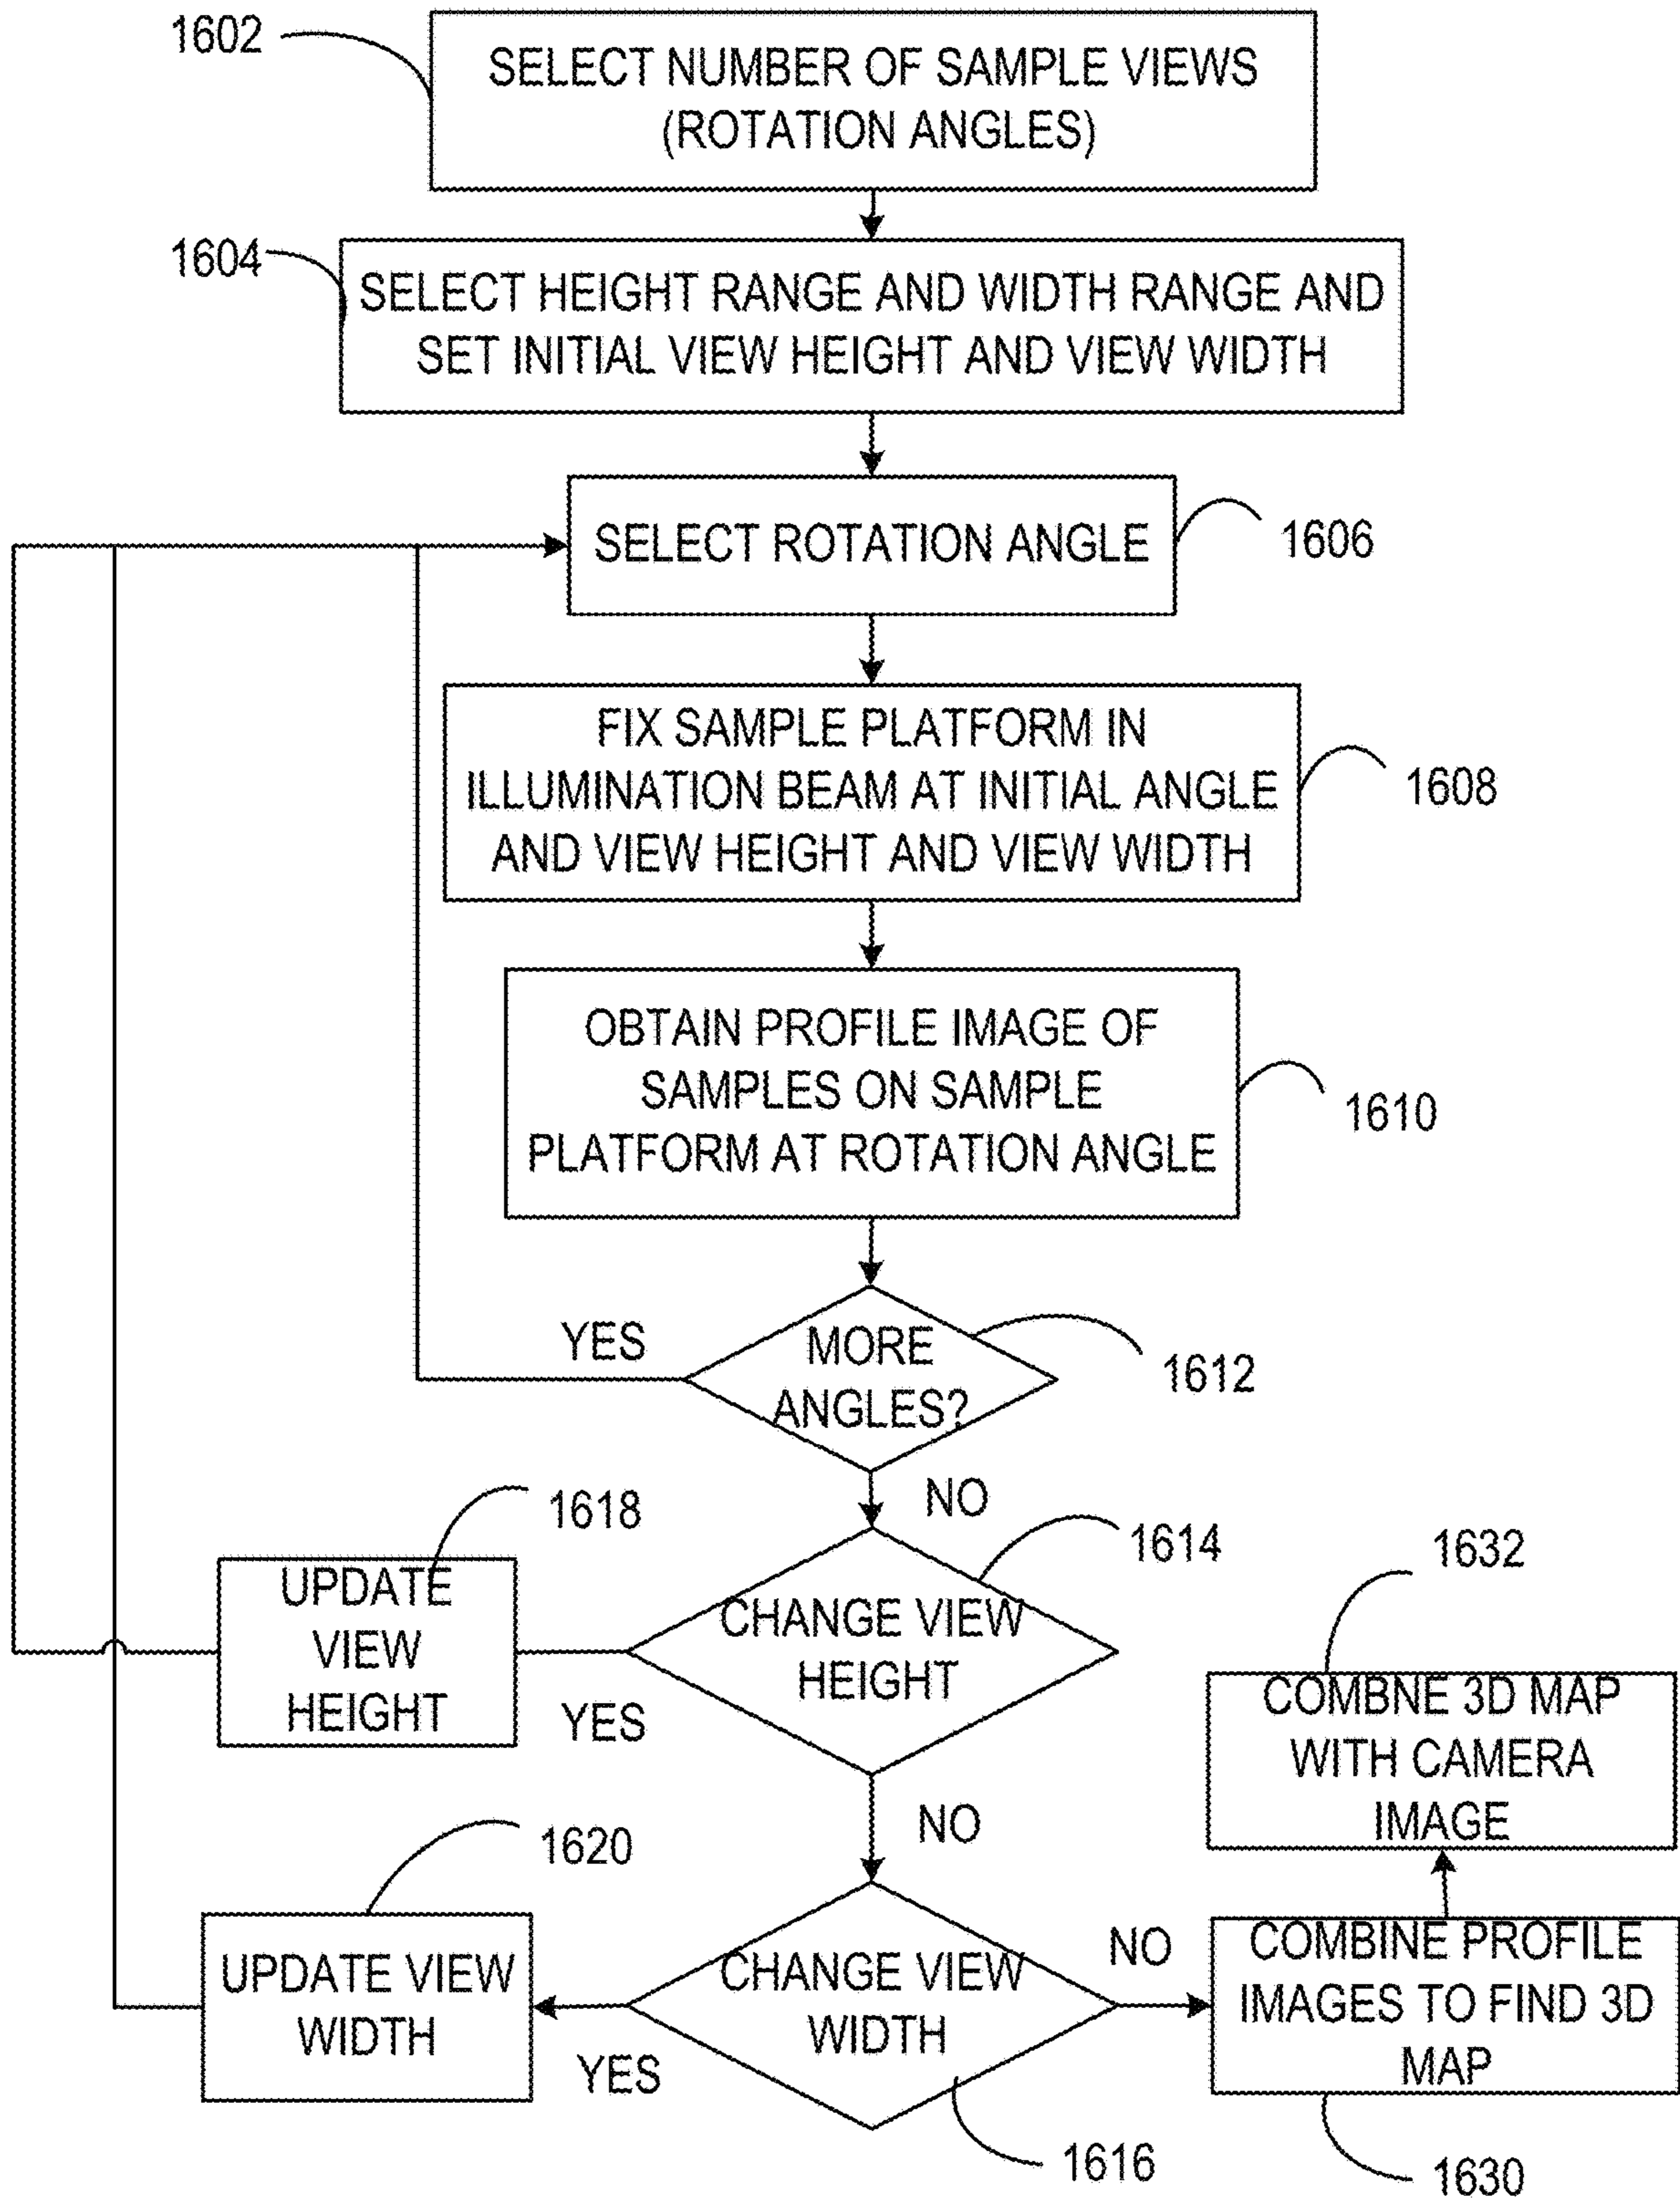 1602
SELECT NUMBER OF SAMPLE VIEWS
(ROTATION ANGLES)
1604
SELECT HEIGHT RANGE AND WIDTH RANGE AND
SET INITIAL VIEW HEIGHT AND VIEW WIDTH
SELECT ROTATION ANGLE
1606
FIX SAMPLE PLATFORM IN
ILLUMINATION BEAM AT INITIAL ANGLE
AND VIEW HEIGHT AND VIEW WIDTH
1608
OBTAIN PROFILE IMAGE OF
SAMPLES ON SAMPLE
PLATFORM AT ROTATION ANGLE
1610
YES
MORE
ANGLES?
1612
NO
1618
UPDATE
VIEW
HEIGHT
YES
CHANGE VIEW
HEIGHT
1614
NO
1620
UPDATE VIEW
WIDTH
YES
CHANGE VIEW
WIDTH
1616
NO
1632
COMBNE 3D MAP
WITH CAMERA
IMAGE
COMBINE PROFILE
IMAGES TO FIND 3D
MAP
1630